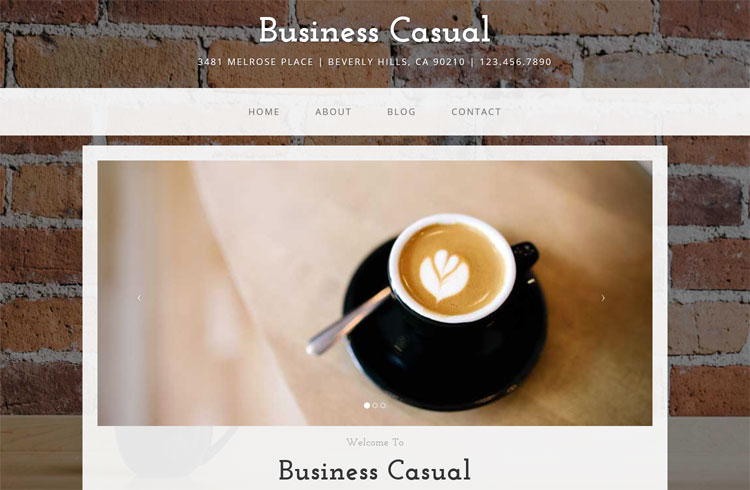 Business Casual
3481 MELROSE PLACE | BEVERLY HILLS, CA 90210 | 123.456.7890
HOME ABOUT BLOG CONTACT
Welcome To
Business Casual